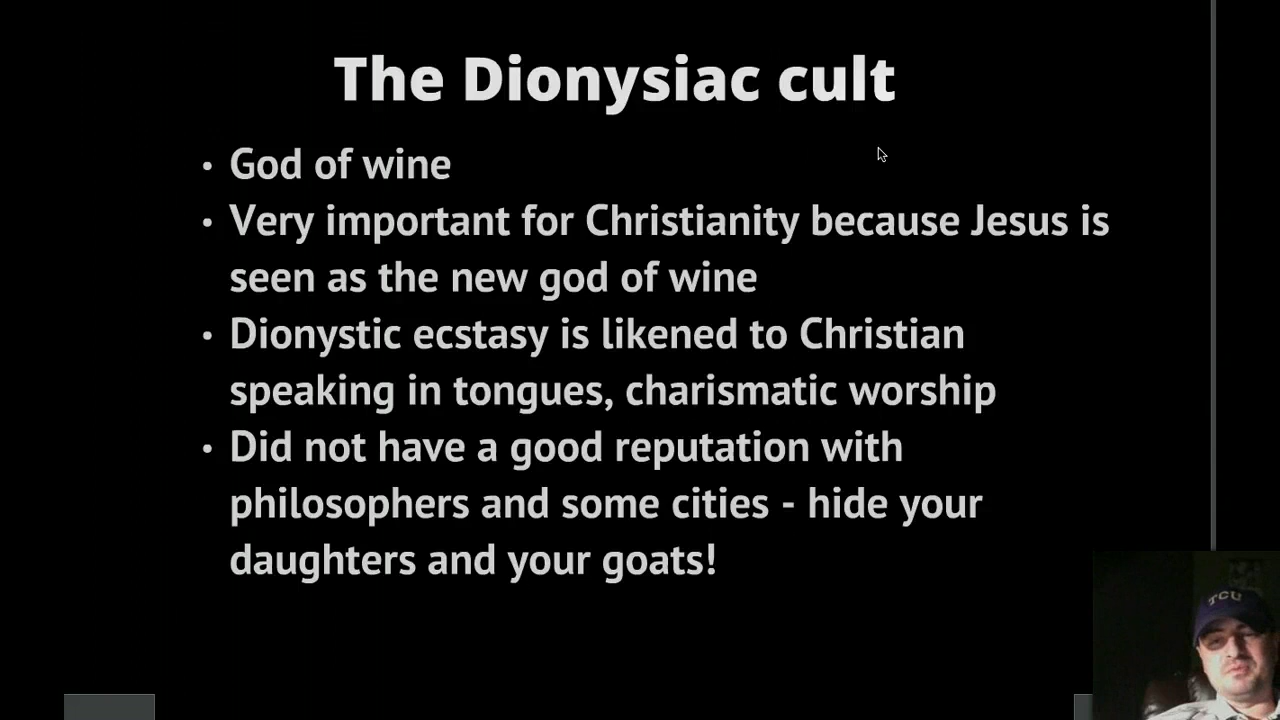 The Dionysiac cult
• God of wine
• Very important for Christianity because Jesus is
seen as the new god of wine
• Dionystic ecstasy is likened to Christian
speaking in tongues, charismatic worship
• Did not have a good reputation with
philosophers and some cities - hide your
daughters and your goats!
TCU